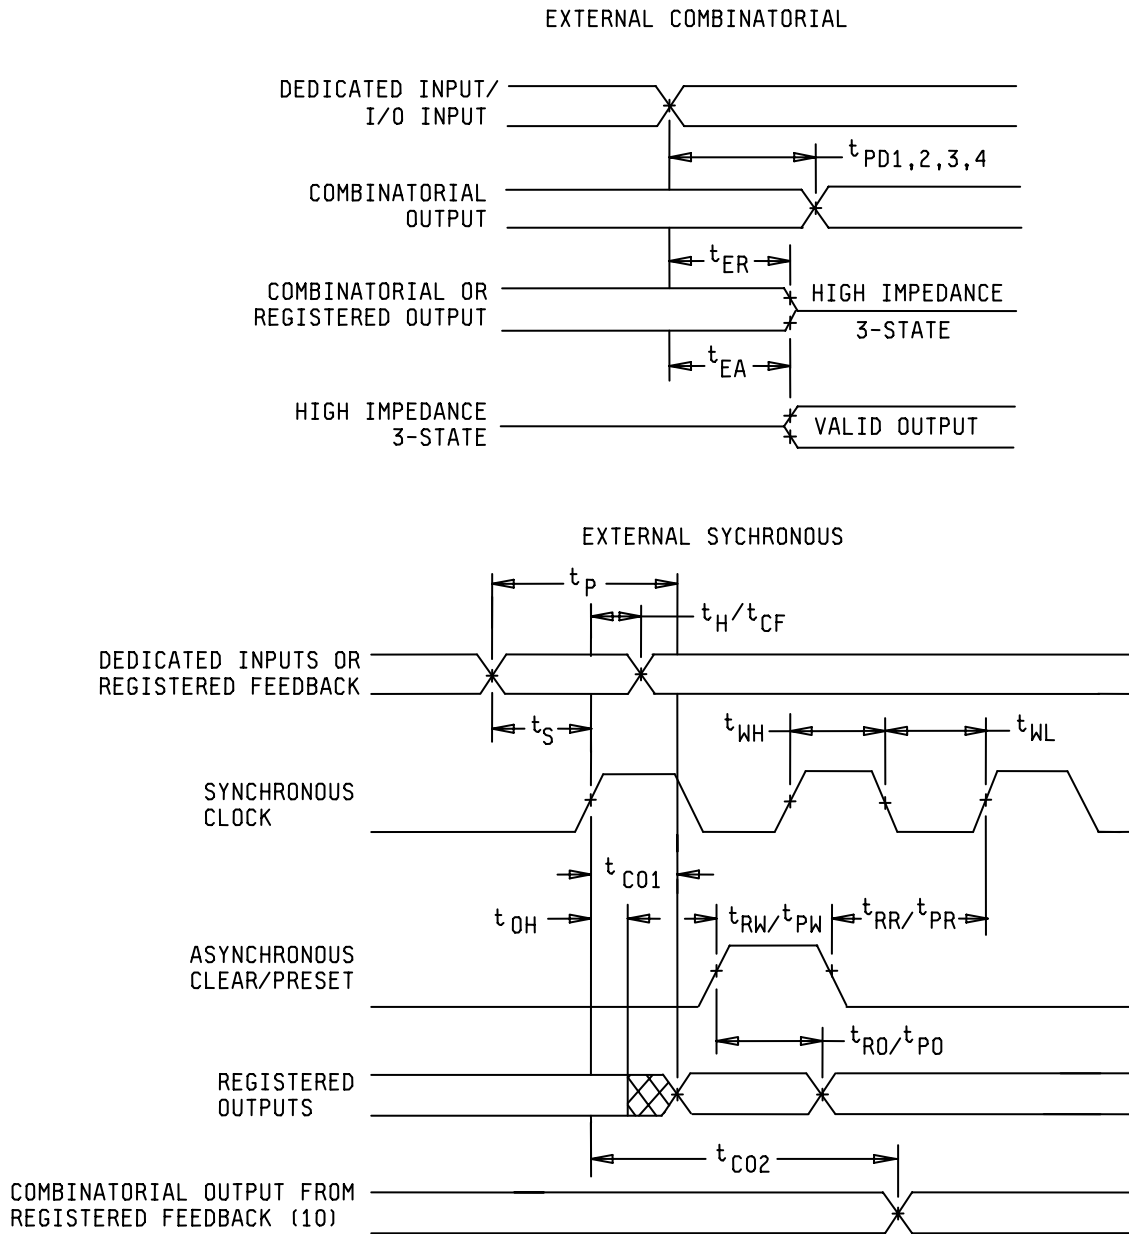 EXTERNAL COMBINATORIAL
DEDICATED INPUT/
I/O INPUT
tPD1,2,3,4
COMBINATORIAL
OUTPUT
tER
COMBINATORIAL OR
REGISTERED OUTPUT
HIGH IMPEDANCE
3-STATE
tEA
HIGH IMPEDANCE
3-STATE
VALID OUTPUT
EXTERNAL SYCHRONOUS
tP
tH/tCF
DEDICATED INPUTS OR
REGISTERED FEEDBACK
tS
tWH
tWL
SYNCHRONOUS
CLOCK
tCO1
tOH
tRW/tPW
tRR/tPR
ASYNCHRONOUS
CLEAR/PRESET
tRO/tPO
REGISTERED
OUTPUTS
tCO2
COMBINATORIAL OUTPUT FROM
REGISTERED FEEDBACK (10)